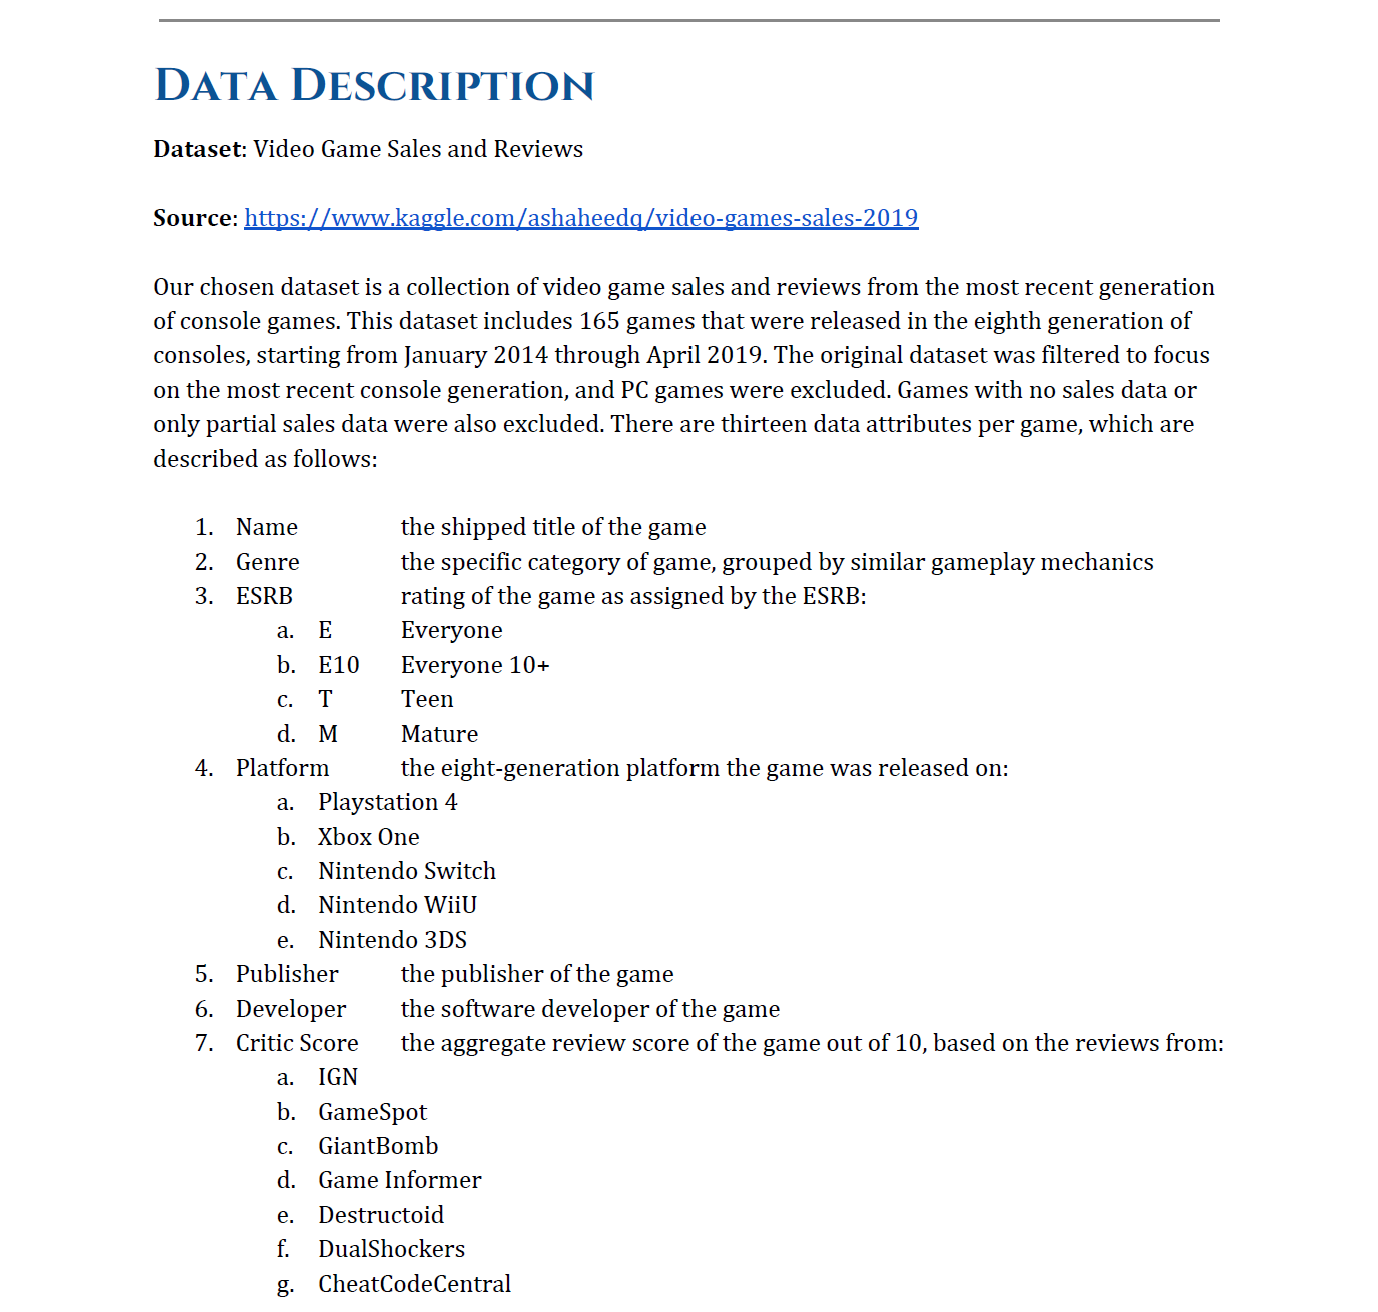 DATA DESCRIPTION
Dataset: Video Game Sales and Reviews
Source: https://www.kaggle.com/ashaheedq/video-games-sales-2019
Our chosen dataset is a collection of video game sales and reviews from the most recent generation
of console games. This dataset includes 165 games that were released in the eighth generation of
consoles, starting from January 2014 through April 2019. The original dataset was filtered to focus
on the most recent console generation, and PC games were excluded. Games with no sales data or
only partial sales data were also excluded. There are thirteen data attributes per game, which are
described as follows:
1. Name the shipped title of the game
2. Genre the specific category of game, grouped by similar gameplay mechanics
3. ESRB rating of the game as assigned by the ESRB:
a. E Everyone
b. E10 Everyone 10+
c. T Teen
d. M Mature
4. Platform the eight-generation platform the game was released on:
a. Playstation 4
b. Xbox One
c. Nintendo Switch
d. Nintendo WiiU
e. Nintendo 3DS
5. Publisher the publisher of the game
6. Developer the software developer of the game
7. Critic Score the aggregate review score of the game out of 10, based on the reviews from:
a. IGN
b. GameSpot
c. GiantBomb
d. Game Informer
e. Destructoid
f. DualShockers
g. CheatCodeCentral